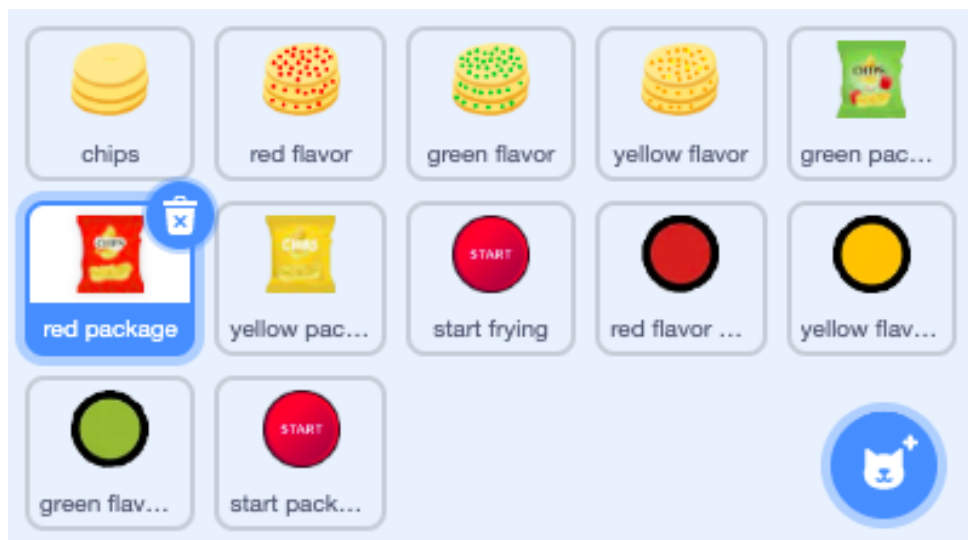 CHIPS
chips
red flavor
green flavor
yellow flavor
green pac...
CHIPS
CHIPS
START
red package
yellow pac...
start frying
red flavor ...
yellow flav...
START
green flav...
start pack...